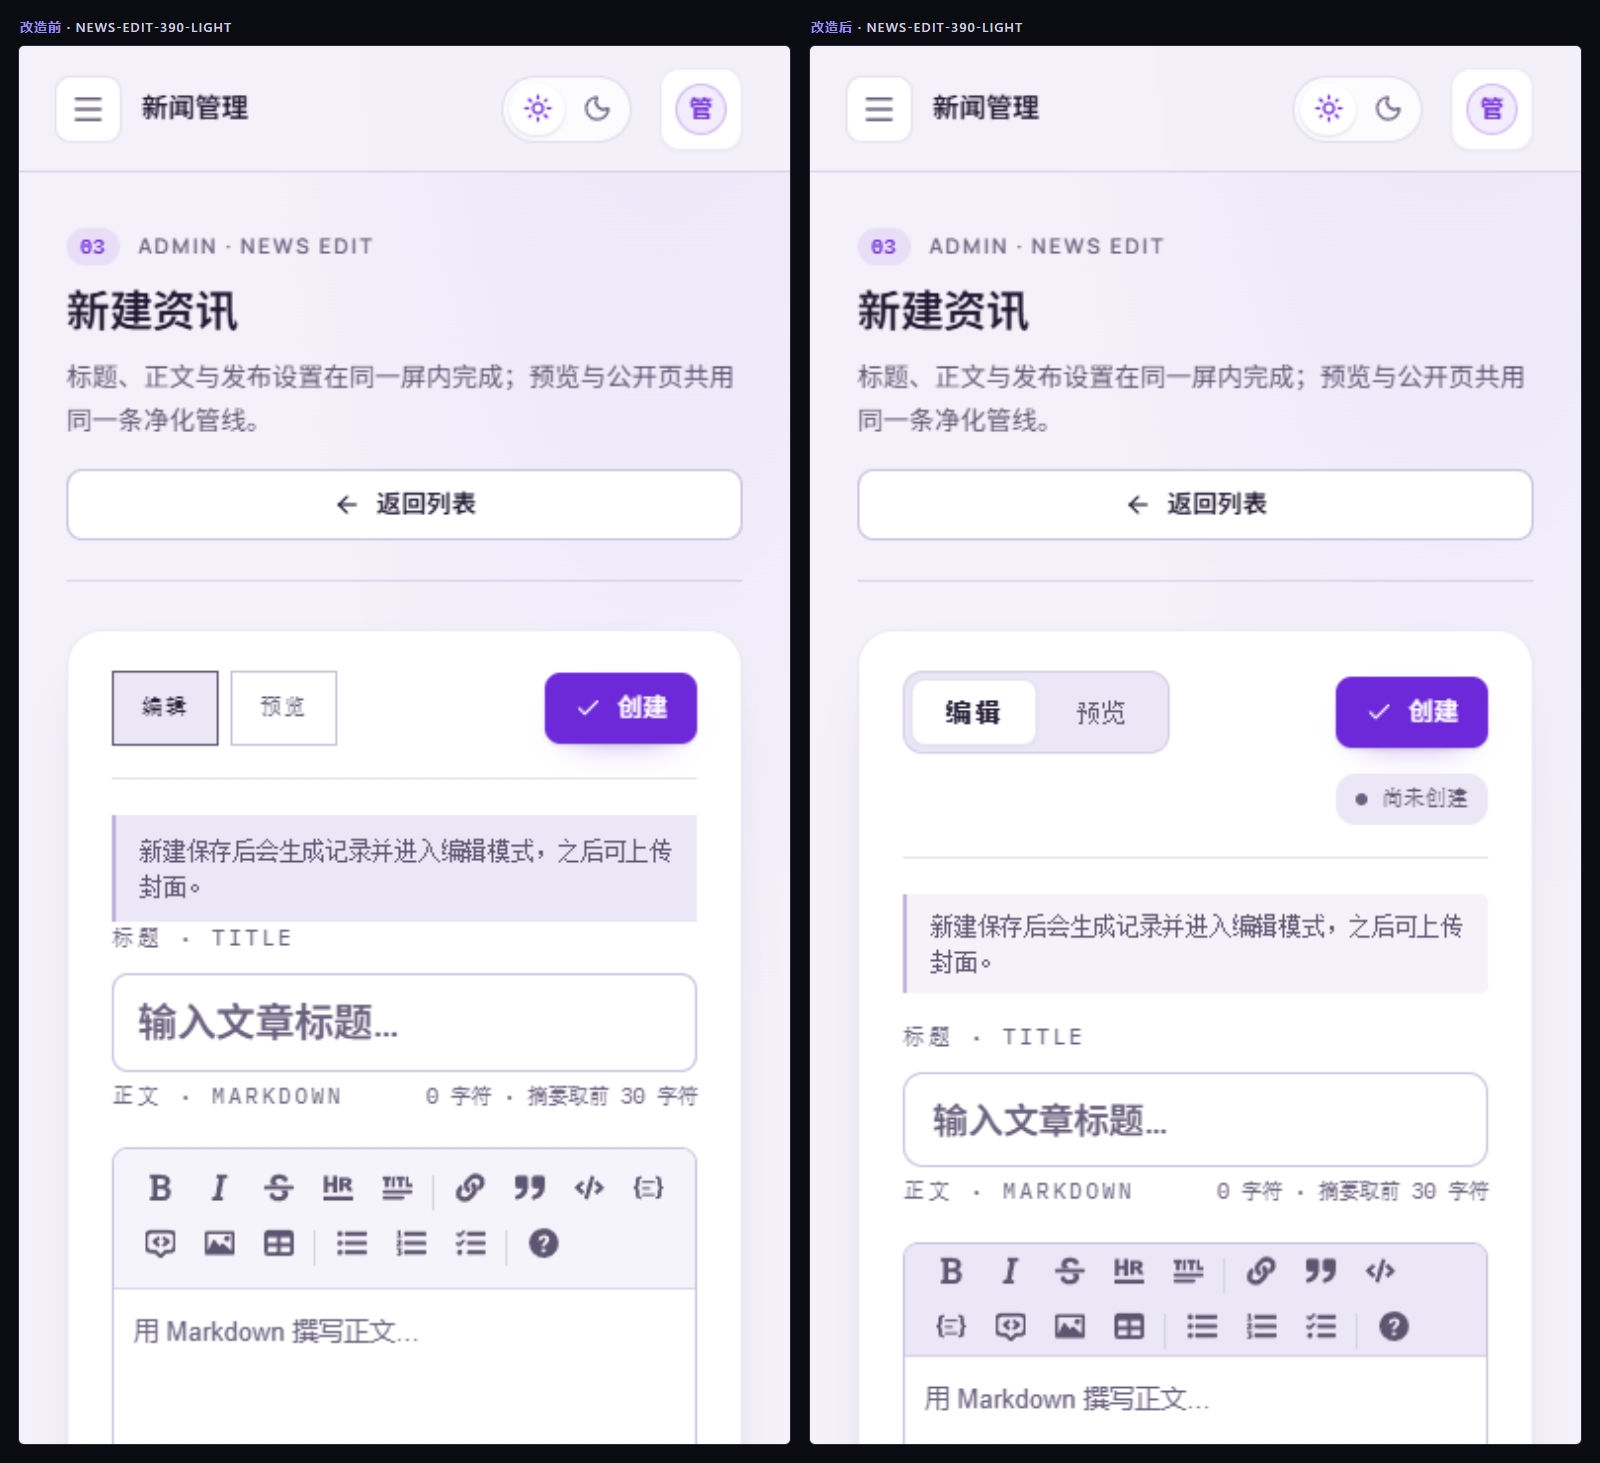 改造前 · NEWS-EDIT-390-LIGHT
新闻管理
管
03 ADMIN · NEWS EDIT
新建资讯
标题、正文与发布设置在同一屏内完成；预览与公开页共用
同一条净化管线。
← 返回列表
编辑 预览 创建
新建保存后会生成记录并进入编辑模式，之后可上传
封面。
标题 · TITLE
输入文章标题...
正文 · MARKDOWN 0 字符 · 摘要取前 30 字符
B I S HR TITL
用 Markdown 撰写正文...
改造后 · NEWS-EDIT-390-LIGHT
新闻管理
管
03 ADMIN · NEWS EDIT
新建资讯
标题、正文与发布设置在同一屏内完成；预览与公开页共用
同一条净化管线。
← 返回列表
编辑 预览 创建
尚未创建
新建保存后会生成记录并进入编辑模式，之后可上传
封面。
标题 · TITLE
输入文章标题...
正文 · MARKDOWN 0 字符 · 摘要取前 30 字符
B I S HR TITL
用 Markdown 撰写正文...